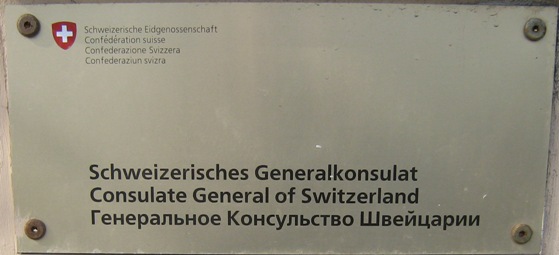 Schweizerische Eidgenossenschaft
Confédération suisse
Confederazione Svizzera
Confederaziun svizra
Schweizerisches Generalkonsulat
Consulate General of Switzerland
Генеральное Консульство Швейцарии